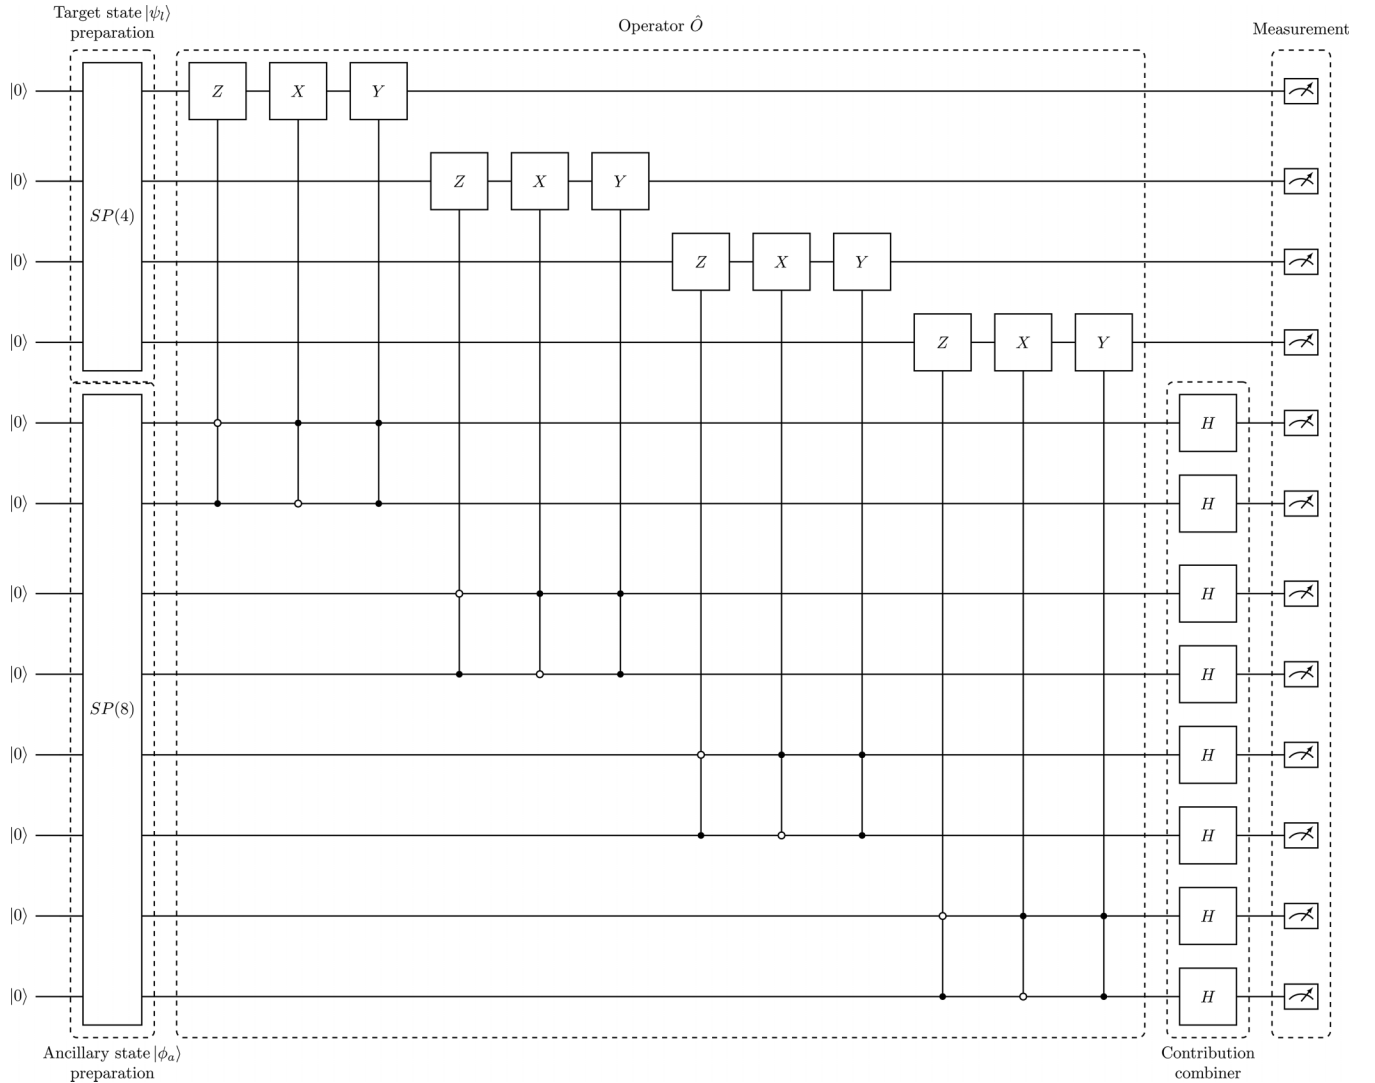 Target state |ψ_l⟩
preparation
Operator Ô
Measurement
|0⟩ Z X Y
|0⟩ Z X Y
SP(4)
|0⟩ Z X Y
|0⟩ Z X Y
|0⟩ H
|0⟩ H
|0⟩ H
|0⟩ H
SP(8)
|0⟩ H
|0⟩ H
|0⟩ H
|0⟩ H
Ancillary state |ϕ_a⟩
preparation
Contribution
combiner